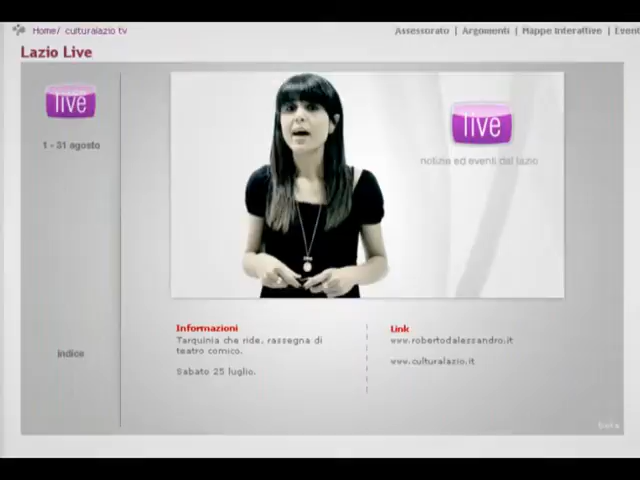 Home/ culturalazio tv
Assessorato | Argomenti | Mappe Interattive | Event
Lazio Live
live
1 - 31 agosto
live
notizie ed eventi dal lazio
Informazioni
Tarquinia che ride, rassegna di
teatro comico.
Sabato 25 luglio.
Link
www.robertodalessandro.it
www.culturalazio.it
indice